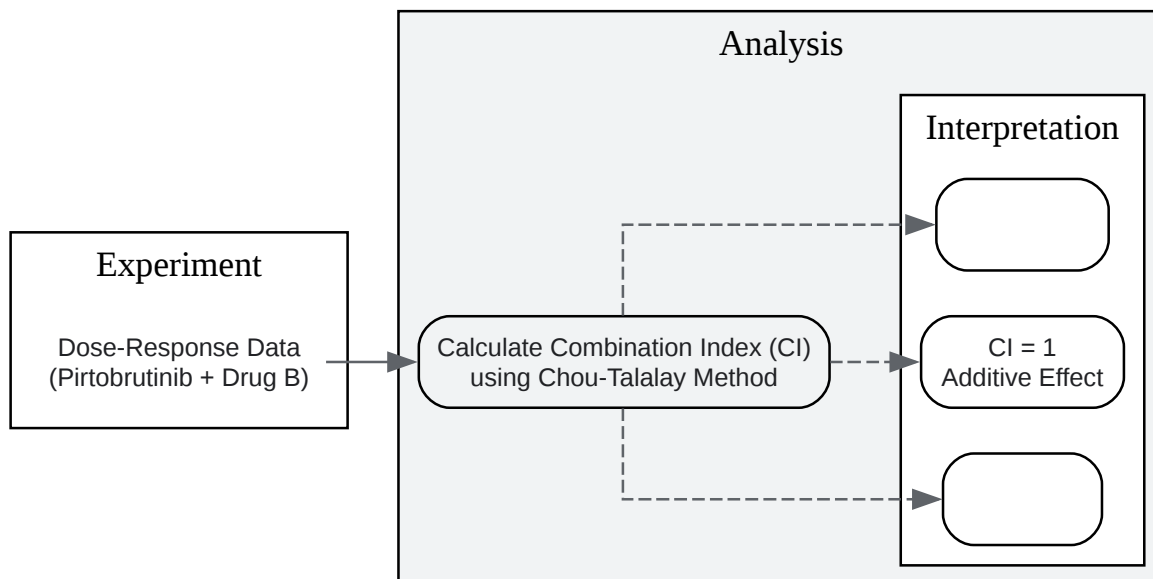 Analysis
Interpretation
Experiment
Dose-Response Data
(Pirtobrutinib + Drug B)
Calculate Combination Index (CI)
using Chou-Talalay Method
CI = 1
Additive Effect